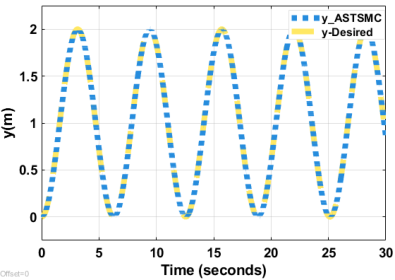 y_ASTSMC
y-Desired
2
1.5
1
0.5
0
y(m)
0 5 10 15 20 25 30
Time (seconds)
Offset=0